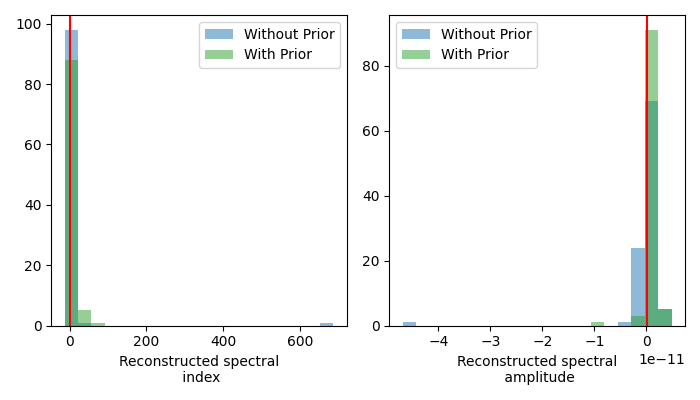 100
80
60
40
20
0
0
200
400
600
Without Prior
With Prior
Reconstructed spectral
index
80
60
40
20
0
−4
−3
−2
−1
0
1e−11
Without Prior
With Prior
Reconstructed spectral
amplitude